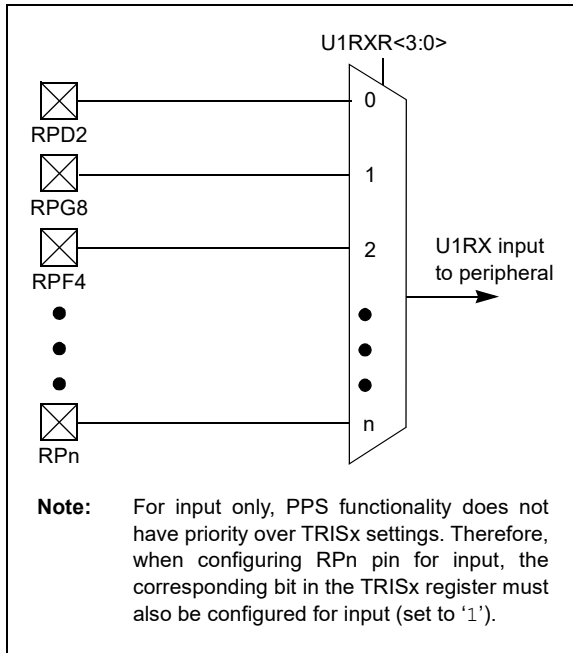 U1RXR<3:0>
RPD2
0
RPG8
1
RPF4
2
U1RX input
to peripheral
RPn
n
Note: For input only, PPS functionality does not
have priority over TRISx settings. Therefore,
when configuring RPn pin for input, the
corresponding bit in the TRISx register must
also be configured for input (set to ‘1’).